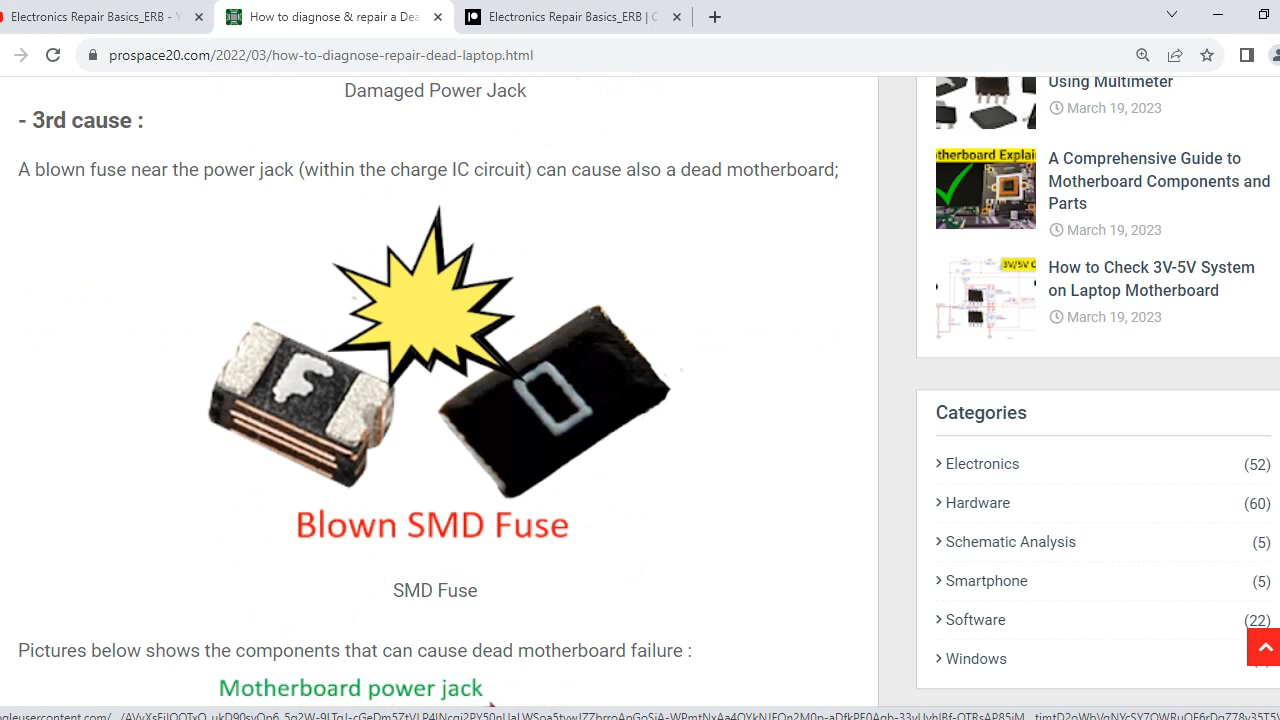 Electronics Repair Basics_ERB - Y
How to diagnose & repair a Dea
Electronics Repair Basics_ERB | C
prospace20.com/2022/03/how-to-diagnose-repair-dead-laptop.html
Damaged Power Jack
- 3rd cause :
A blown fuse near the power jack (within the charge IC circuit) can cause also a dead motherboard;
F
Blown SMD Fuse
SMD Fuse
Pictures below shows the components that can cause dead motherboard failure :
Motherboard power jack
Using Multimeter
March 19, 2023
otherboard Explai
A Comprehensive Guide to
Motherboard Components and
Parts
March 19, 2023
3V/5V C
How to Check 3V-5V System
on Laptop Motherboard
March 19, 2023
Categories
Electronics (52)
Hardware (60)
Schematic Analysis (5)
Smartphone (5)
Software (22)
Windows